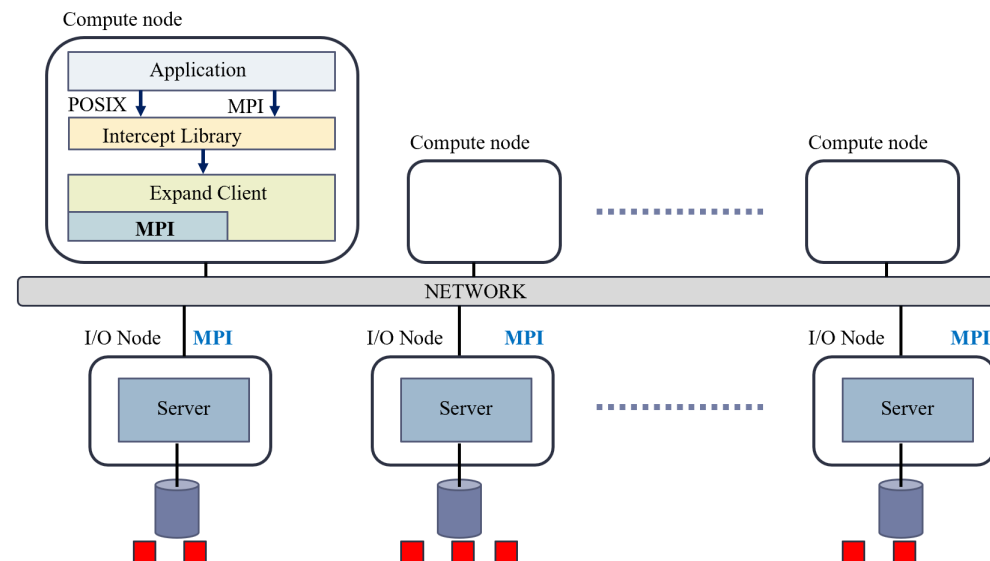 Compute node
Application
POSIX
MPI
Intercept Library
Expand Client
MPI
Compute node
Compute node
NETWORK
I/O Node MPI
I/O Node MPI
I/O Node MPI
Server
Server
Server